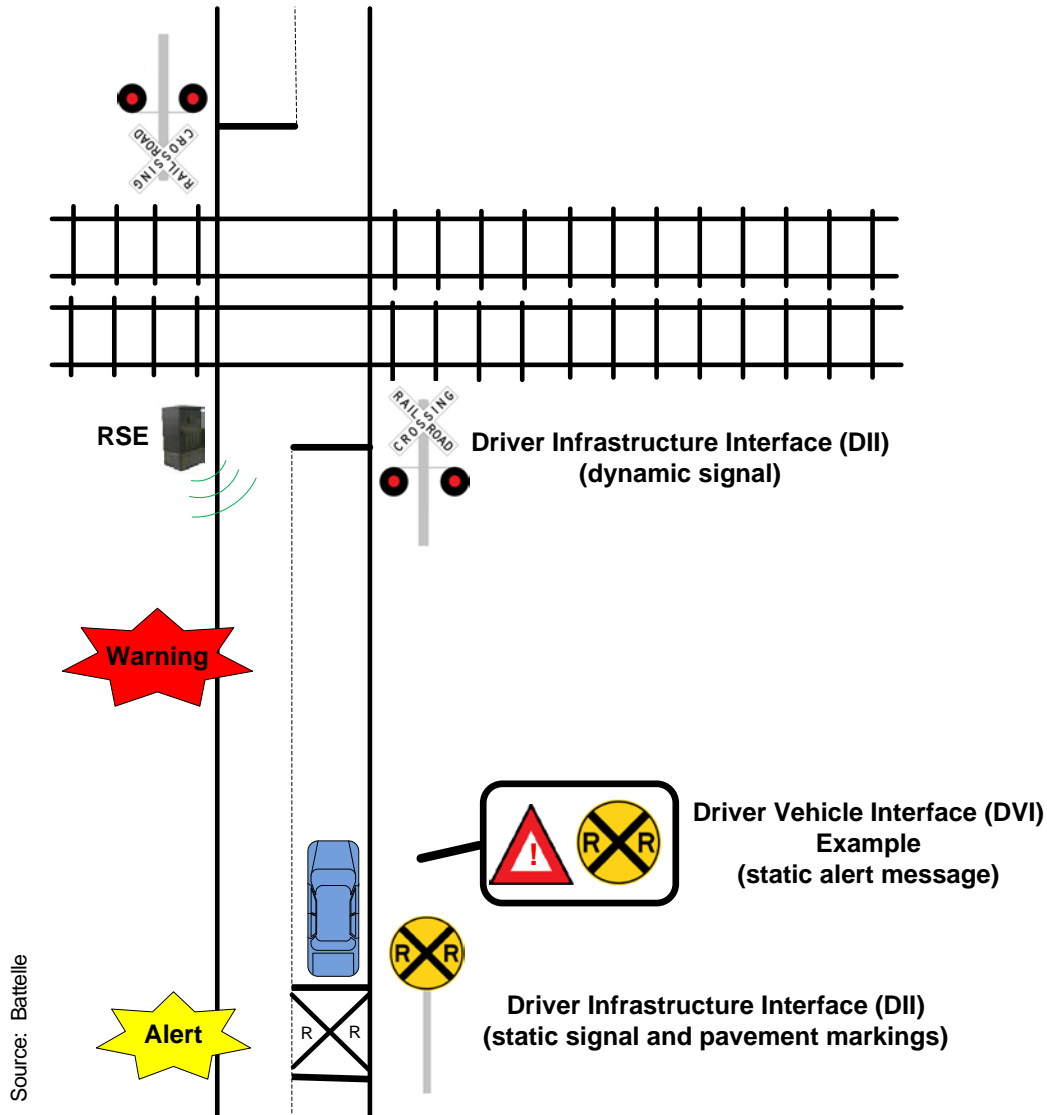 CROSSING
RAILROAD
RSE
RAILROAD
CROSSING
Driver Infrastructure Interface (DII)
(dynamic signal)
Warning
!
R R
Driver Vehicle Interface (DVI)
Example
(static alert message)
R R
Alert
R R
Driver Infrastructure Interface (DII)
(static signal and pavement markings)
Source: Battelle